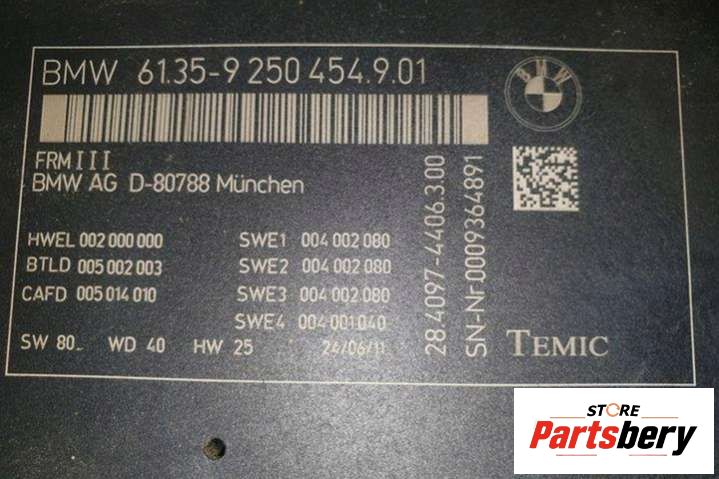 BMW 61.35-9 250 454.9.01
BMW
FRM III
BMW AG D-80788 München
HWEL 002 000 000
BTLD 005 002 003
CAFD 005 014 010
SWE1 004 002 080
SWE2 004 002 080
SWE3 004 002 080
SWE4 004 001 040
SW 80.. WD 40 HW 25 24/06/11
28.4097-4406.3.00
SN-Nr 0009364891
TEMIC
STORE
Partsbery